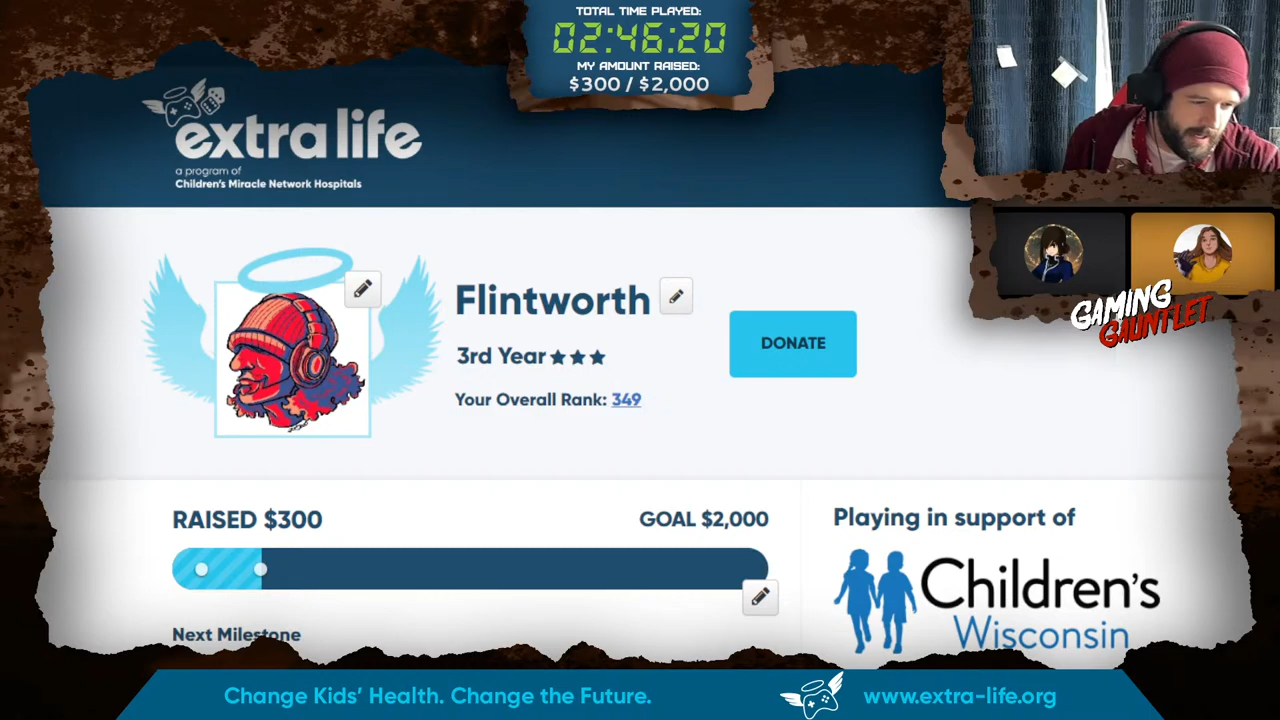 TOTAL TIME PLAYED:
02:46:20
MY AMOUNT RAISED:
$300 / $2,000
extra life
a program of
Children's Miracle Network Hospitals
GAMING
GAUNTLET
Flintworth
3rd Year ★★★
Your Overall Rank: 349
DONATE
RAISED $300
GOAL $2,000
Next Milestone
Playing in support of
Children's
Wisconsin
Change Kids' Health. Change the Future.
www.extra-life.org